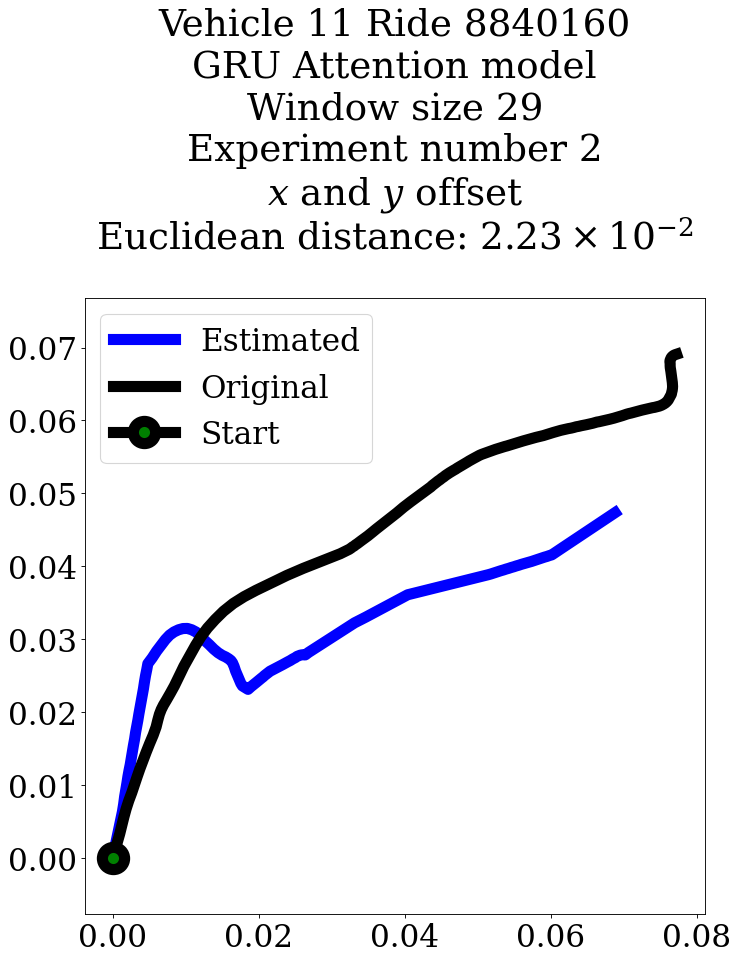 Vehicle 11 Ride 8840160
GRU Attention model
Window size 29
Experiment number 2
x and y offset
Euclidean distance: 2.23 × 10⁻²
Estimated
Original
Start
0.07
0.06
0.05
0.04
0.03
0.02
0.01
0.00
0.00 0.02 0.04 0.06 0.08